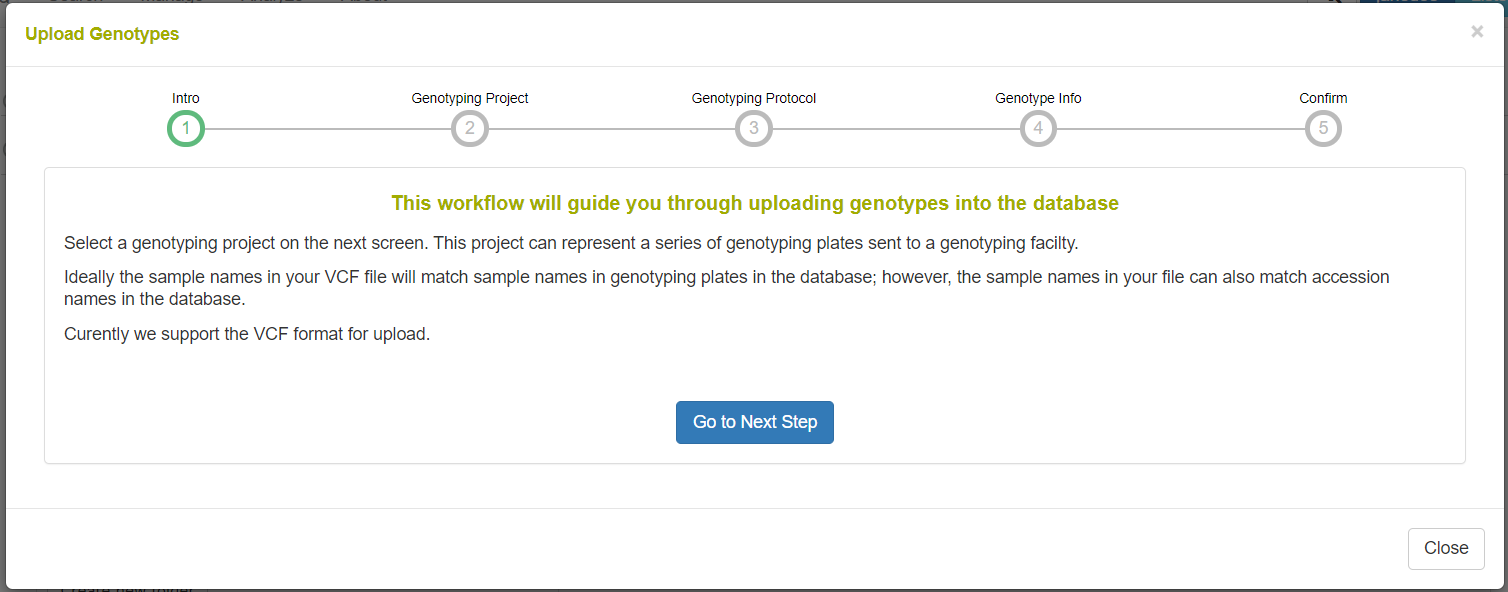 Upload Genotypes
×
Intro
Genotyping Project
Genotyping Protocol
Genotype Info
Confirm
1
2
3
4
5
This workflow will guide you through uploading genotypes into the database
Select a genotyping project on the next screen. This project can represent a series of genotyping plates sent to a genotyping facilty.
Ideally the sample names in your VCF file will match sample names in genotyping plates in the database; however, the sample names in your file can also match accession
names in the database.
Curently we support the VCF format for upload.
Go to Next Step
Close